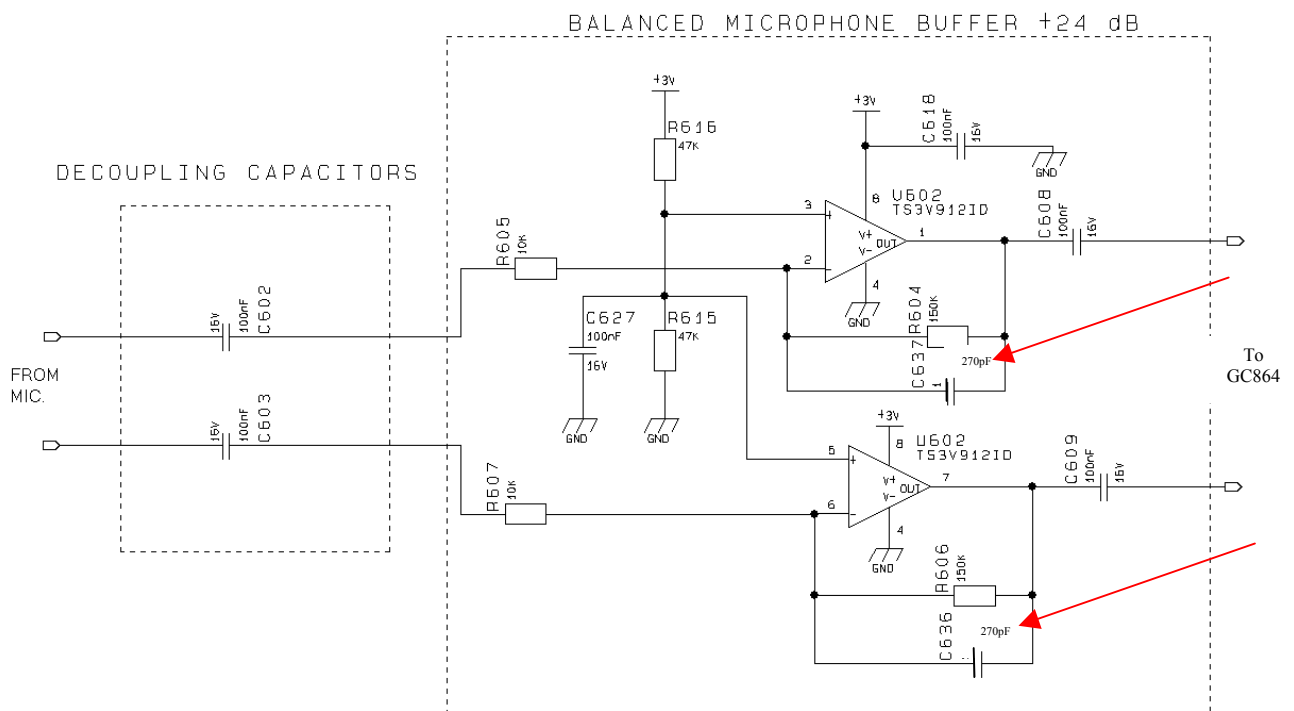 BALANCED MICROPHONE BUFFER +24 dB
DECOUPLING CAPACITORS
+3V
R616
47K
+3V
C618
100nF
16V
GND
U602
TS3V912ID
3
+
8
V+
V-
OUT
1
2
-
4
GND
C608
100nF
16V
R605
10K
R604
150K
C637
270pF
1
C602
100nF
16V
C627
100nF
16V
GND
R615
47K
GND
To
GC864
FROM
MIC.
C603
100nF
16V
R607
10K
+3V
8
U602
TS3V912ID
5
+
V+
V-
OUT
7
6
-
4
GND
C609
100nF
16V
R606
150K
C636
270pF